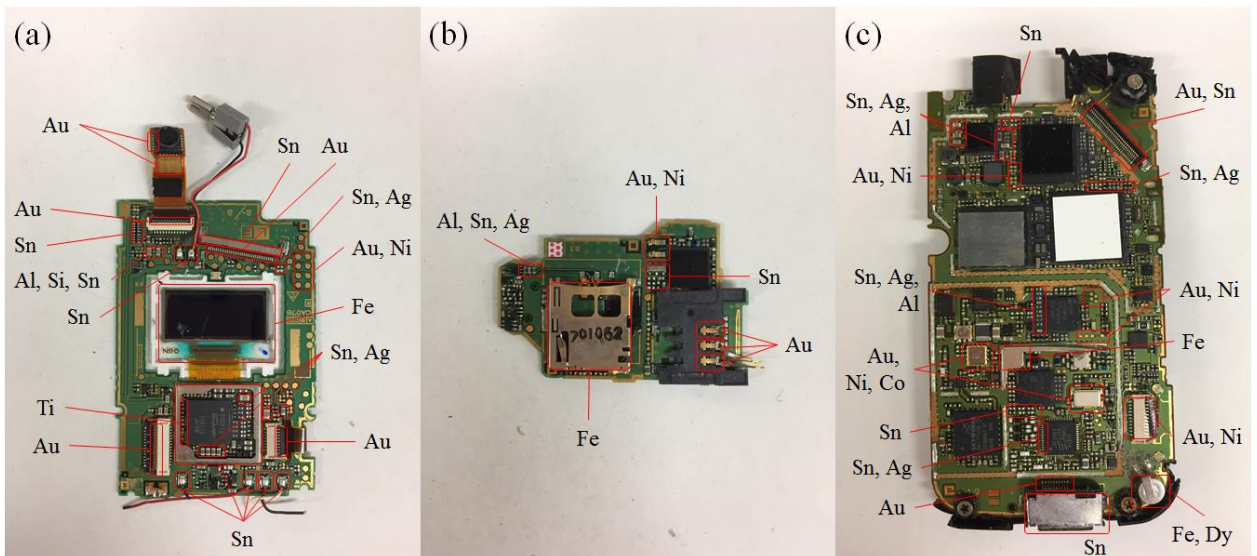 (a)
Au
Sn
Au
Sn, Ag
Au
Sn
Au, Ni
Al, Si, Sn
Sn
Fe
Sn, Ag
Ti
Au
Au
Sn
(b)
Au, Ni
Al, Sn, Ag
Sn
701062
Au
Fe
(c)
Sn
Au, Sn
Sn, Ag,
Al
Au, Ni
Sn, Ag
Sn, Ag,
Al
Au, Ni
Fe
Au,
Ni, Co
Sn
Sn, Ag
Au, Ni
Au
Fe, Dy
Sn